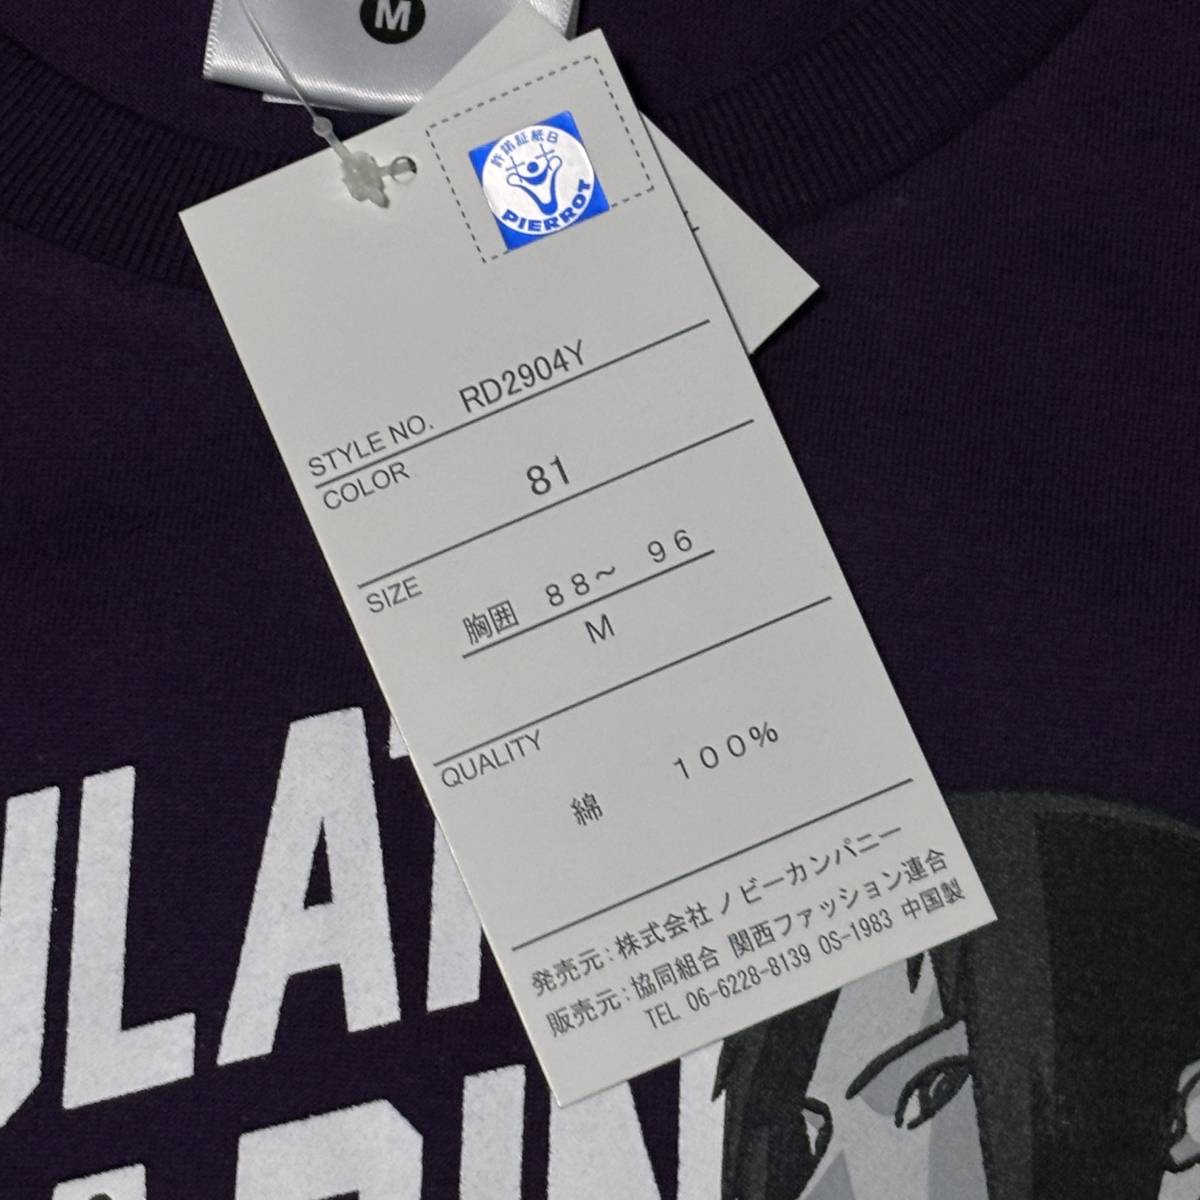 M
許諾証紙B
PIERROT
STYLE NO. RD2904Y
COLOR
81
SIZE
胸囲 88~ 96
M
QUALITY
綿 100%
発売元:株式会社 ノビーカンパニー
販売元:協同組合 関西ファッション連合
TEL 06-6228-8139 OS-1983 中国製